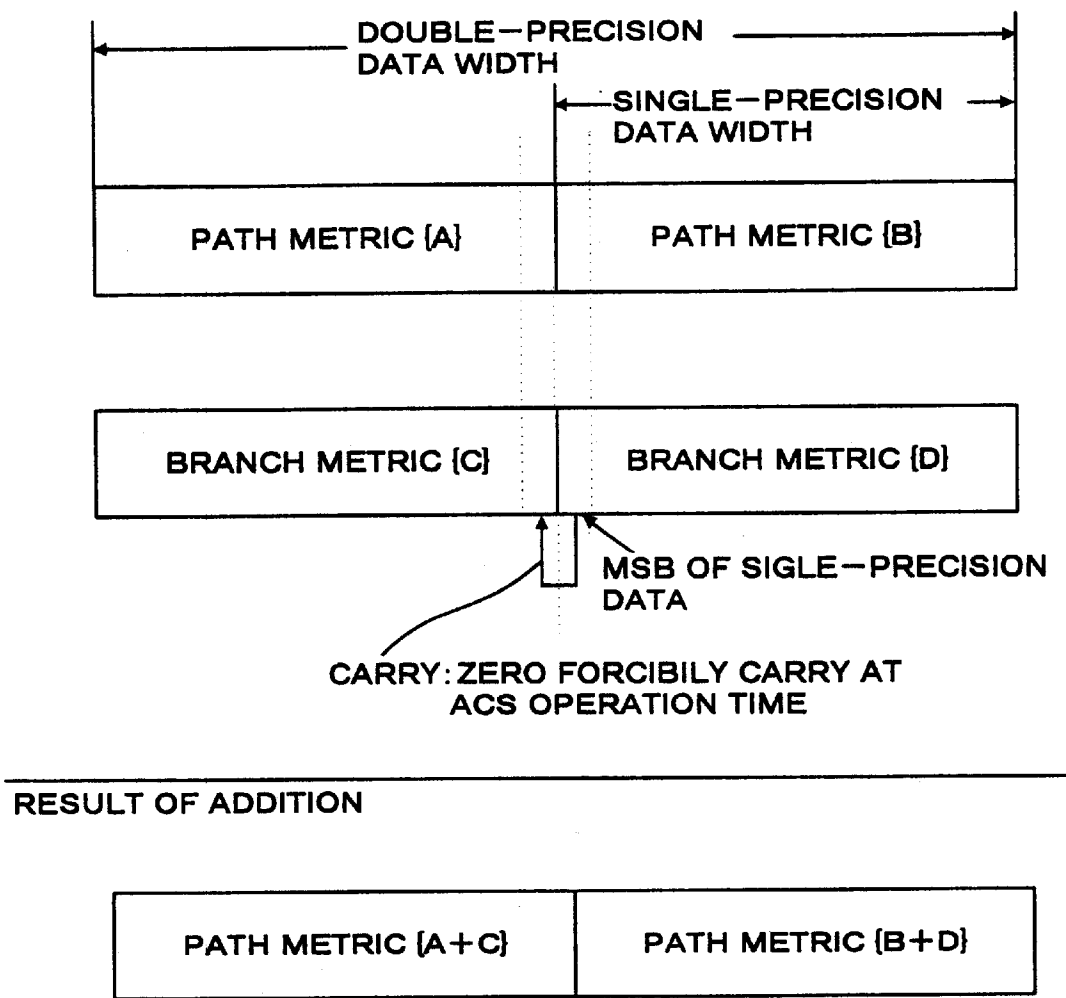 DOUBLE-PRECISION
DATA WIDTH
SINGLE-PRECISION
DATA WIDTH
PATH METRIC [A]
PATH METRIC [B]
BRANCH METRIC [C]
BRANCH METRIC [D]
MSB OF SIGLE-PRECISION
DATA
CARRY:ZERO FORCIBILY CARRY AT
ACS OPERATION TIME
RESULT OF ADDITION
PATH METRIC [A+C]
PATH METRIC [B+D]